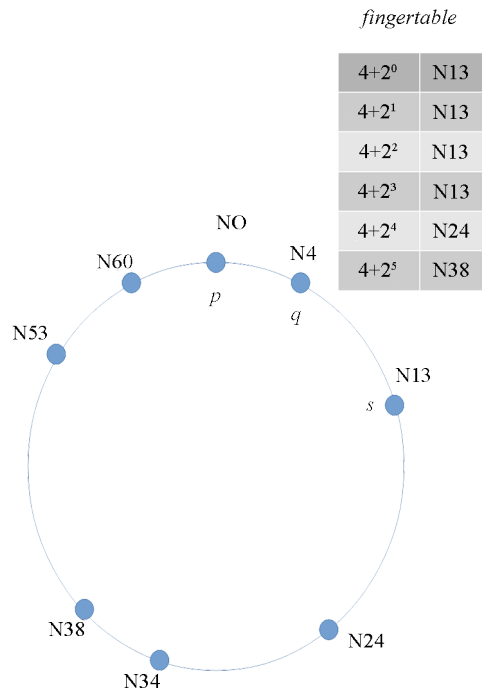 fingertable
4+2⁰ N13
4+2¹ N13
4+2² N13
4+2³ N13
4+2⁴ N24
4+2⁵ N38
NO
N60
N4
p
q
N53
N13
s
N38
N24
N34